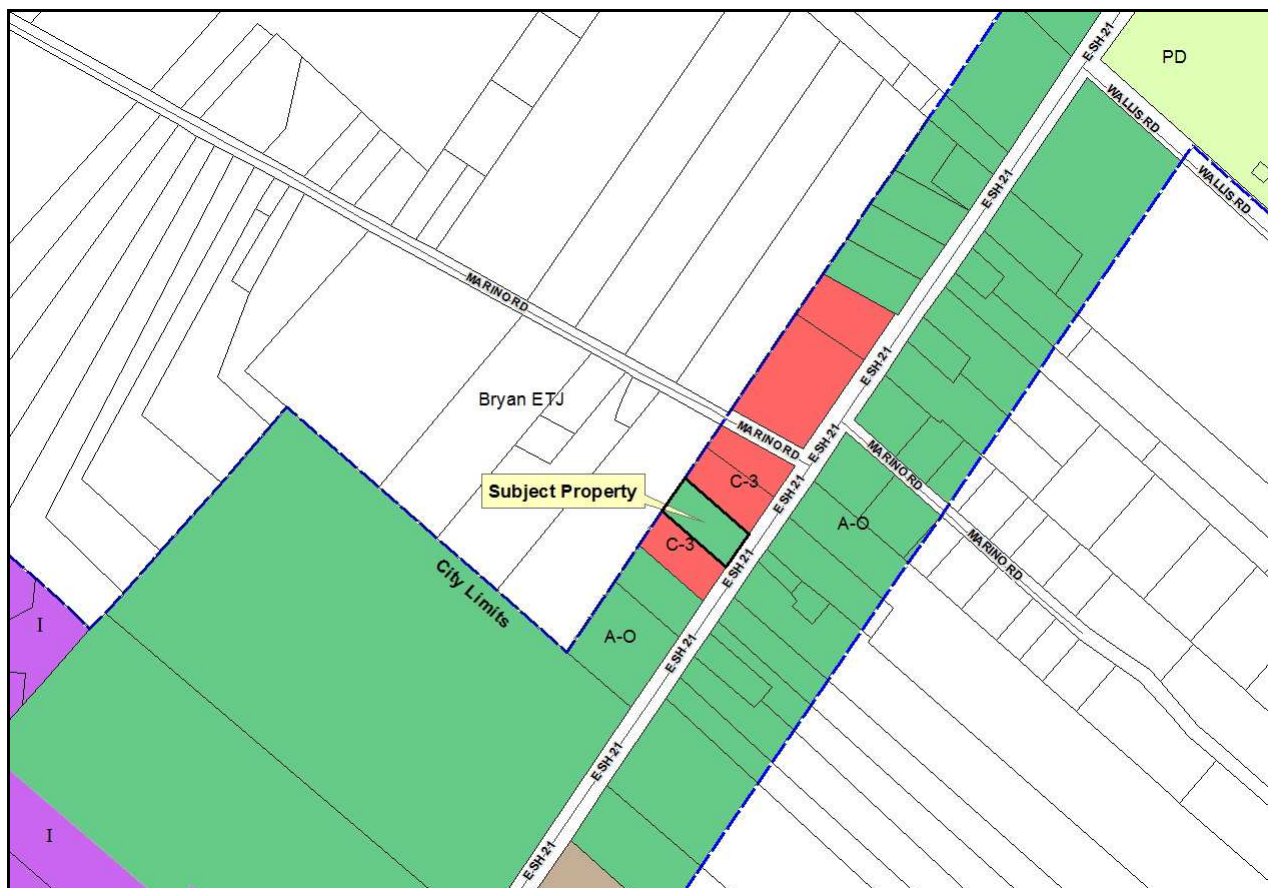 PD
E SH 21
WALLIS RD
WALLIS RD
E SH 21
MARINO RD
E SH 21
Bryan ETJ
MARINO RD
E SH 21
MARINO RD
Subject Property
C-3
E SH 21
A-O
C-3
E SH 21
MARINO RD
City Limits
I
A-O
E SH 21
E SH 21
I
E SH 21